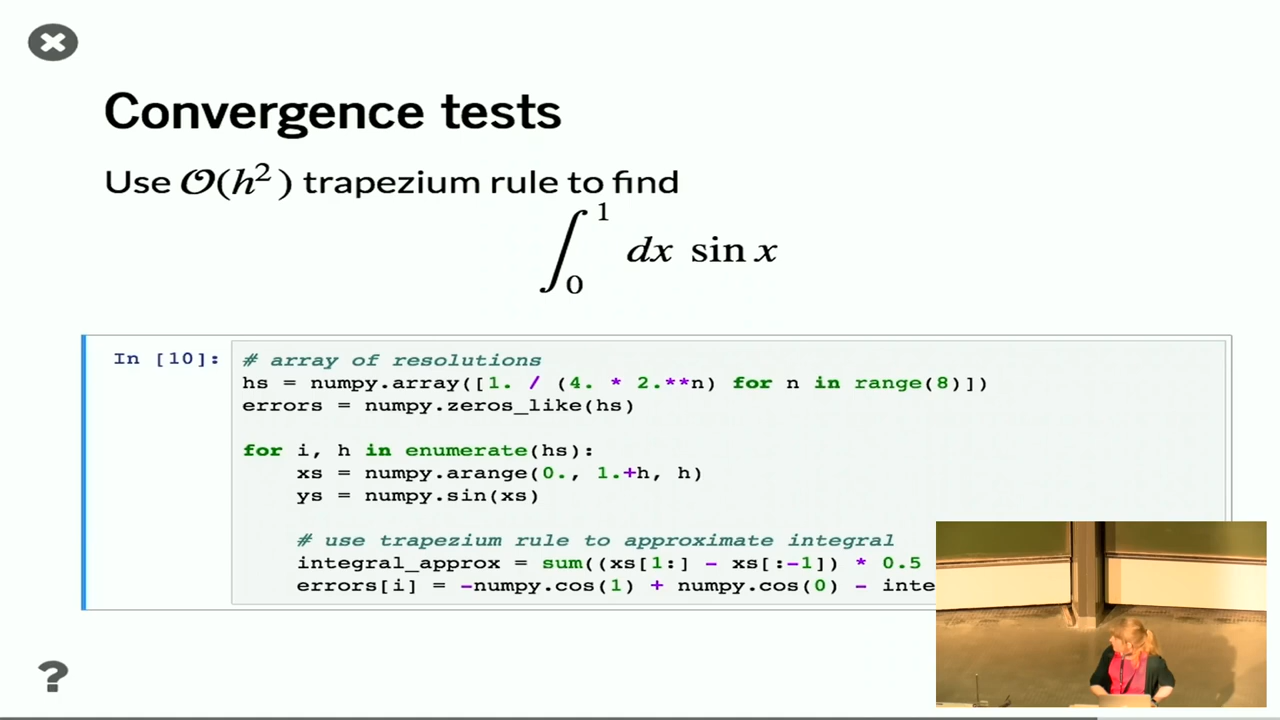 Convergence tests
Use 𝒪(h²) trapezium rule to find
∫₀¹ dx sin x
In [10]:
# array of resolutions
hs = numpy.array([1. / (4. * 2.**n) for n in range(8)])
errors = numpy.zeros_like(hs)
for i, h in enumerate(hs):
    xs = numpy.arange(0., 1.+h, h)
    ys = numpy.sin(xs)
    # use trapezium rule to approximate integral
    integral_approx = sum((xs[1:] - xs[:-1]) * 0.5
    errors[i] = -numpy.cos(1) + numpy.cos(0) - inte
?